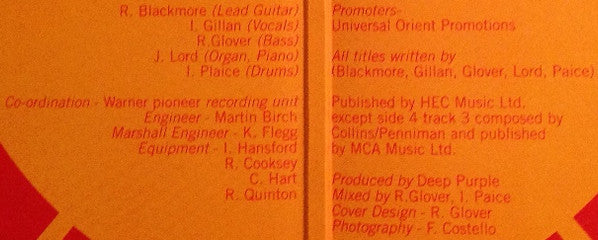 R. Blackmore (Lead Guitar)
I. Gillan (Vocals)
R.Glover (Bass)
J. Lord (Organ, Piano)
I. Plaice (Drums)
Co-ordination - Warner pioneer recording unit
Engineer - Martin Birch
Marshall Engineer - K. Flegg
Equipment - I. Hansford
R. Cooksey
C. Hart
R. Quinton
Promoters-
Universal Orient Promotions
All titles written by
(Blackmore, Gillan, Glover, Lord, Paice)
Published by HEC Music Ltd.
except side 4 track 3 composed by
Collins/Penniman and published
by MCA Music Ltd.
Produced by Deep Purple
Mixed by R.Glover, I. Paice
Cover Design - R. Glover
Photography - F. Costello